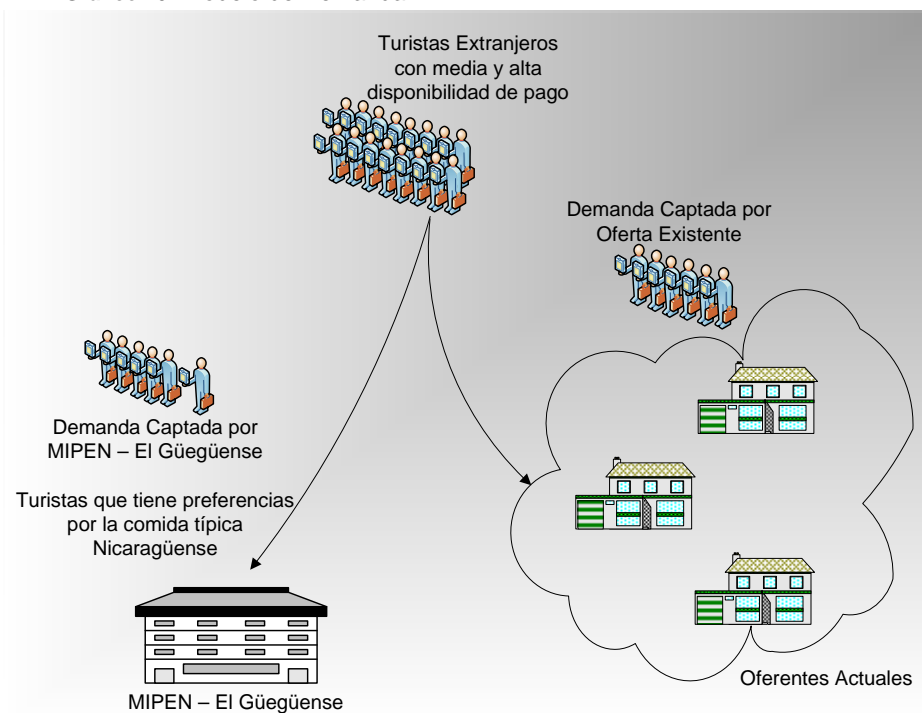 Turistas Extranjeros
con media y alta
disponibilidad de pago
Demanda Captada por
Oferta Existente
Demanda Captada por
MIPEN – El Güegüense
Turistas que tiene preferencias
por la comida típica
Nicaragüense
MIPEN – El Güegüense
Oferentes Actuales